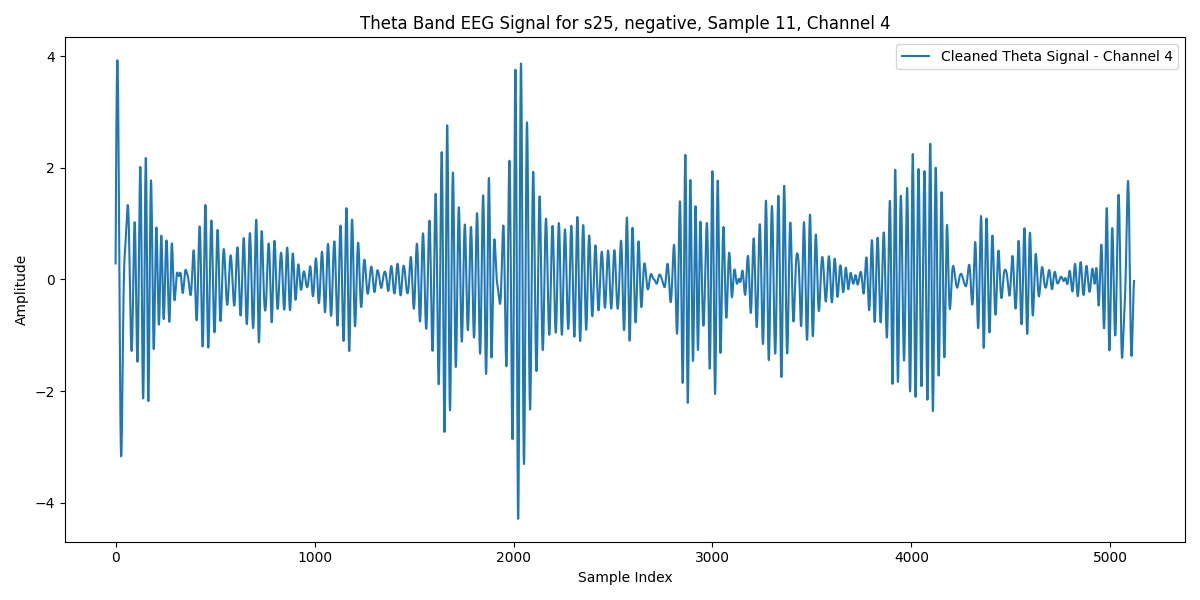 Theta Band EEG Signal for s25, negative, Sample 11, Channel 4
Cleaned Theta Signal - Channel 4
Amplitude
4
2
0
−2
−4
0 1000 2000 3000 4000 5000
Sample Index